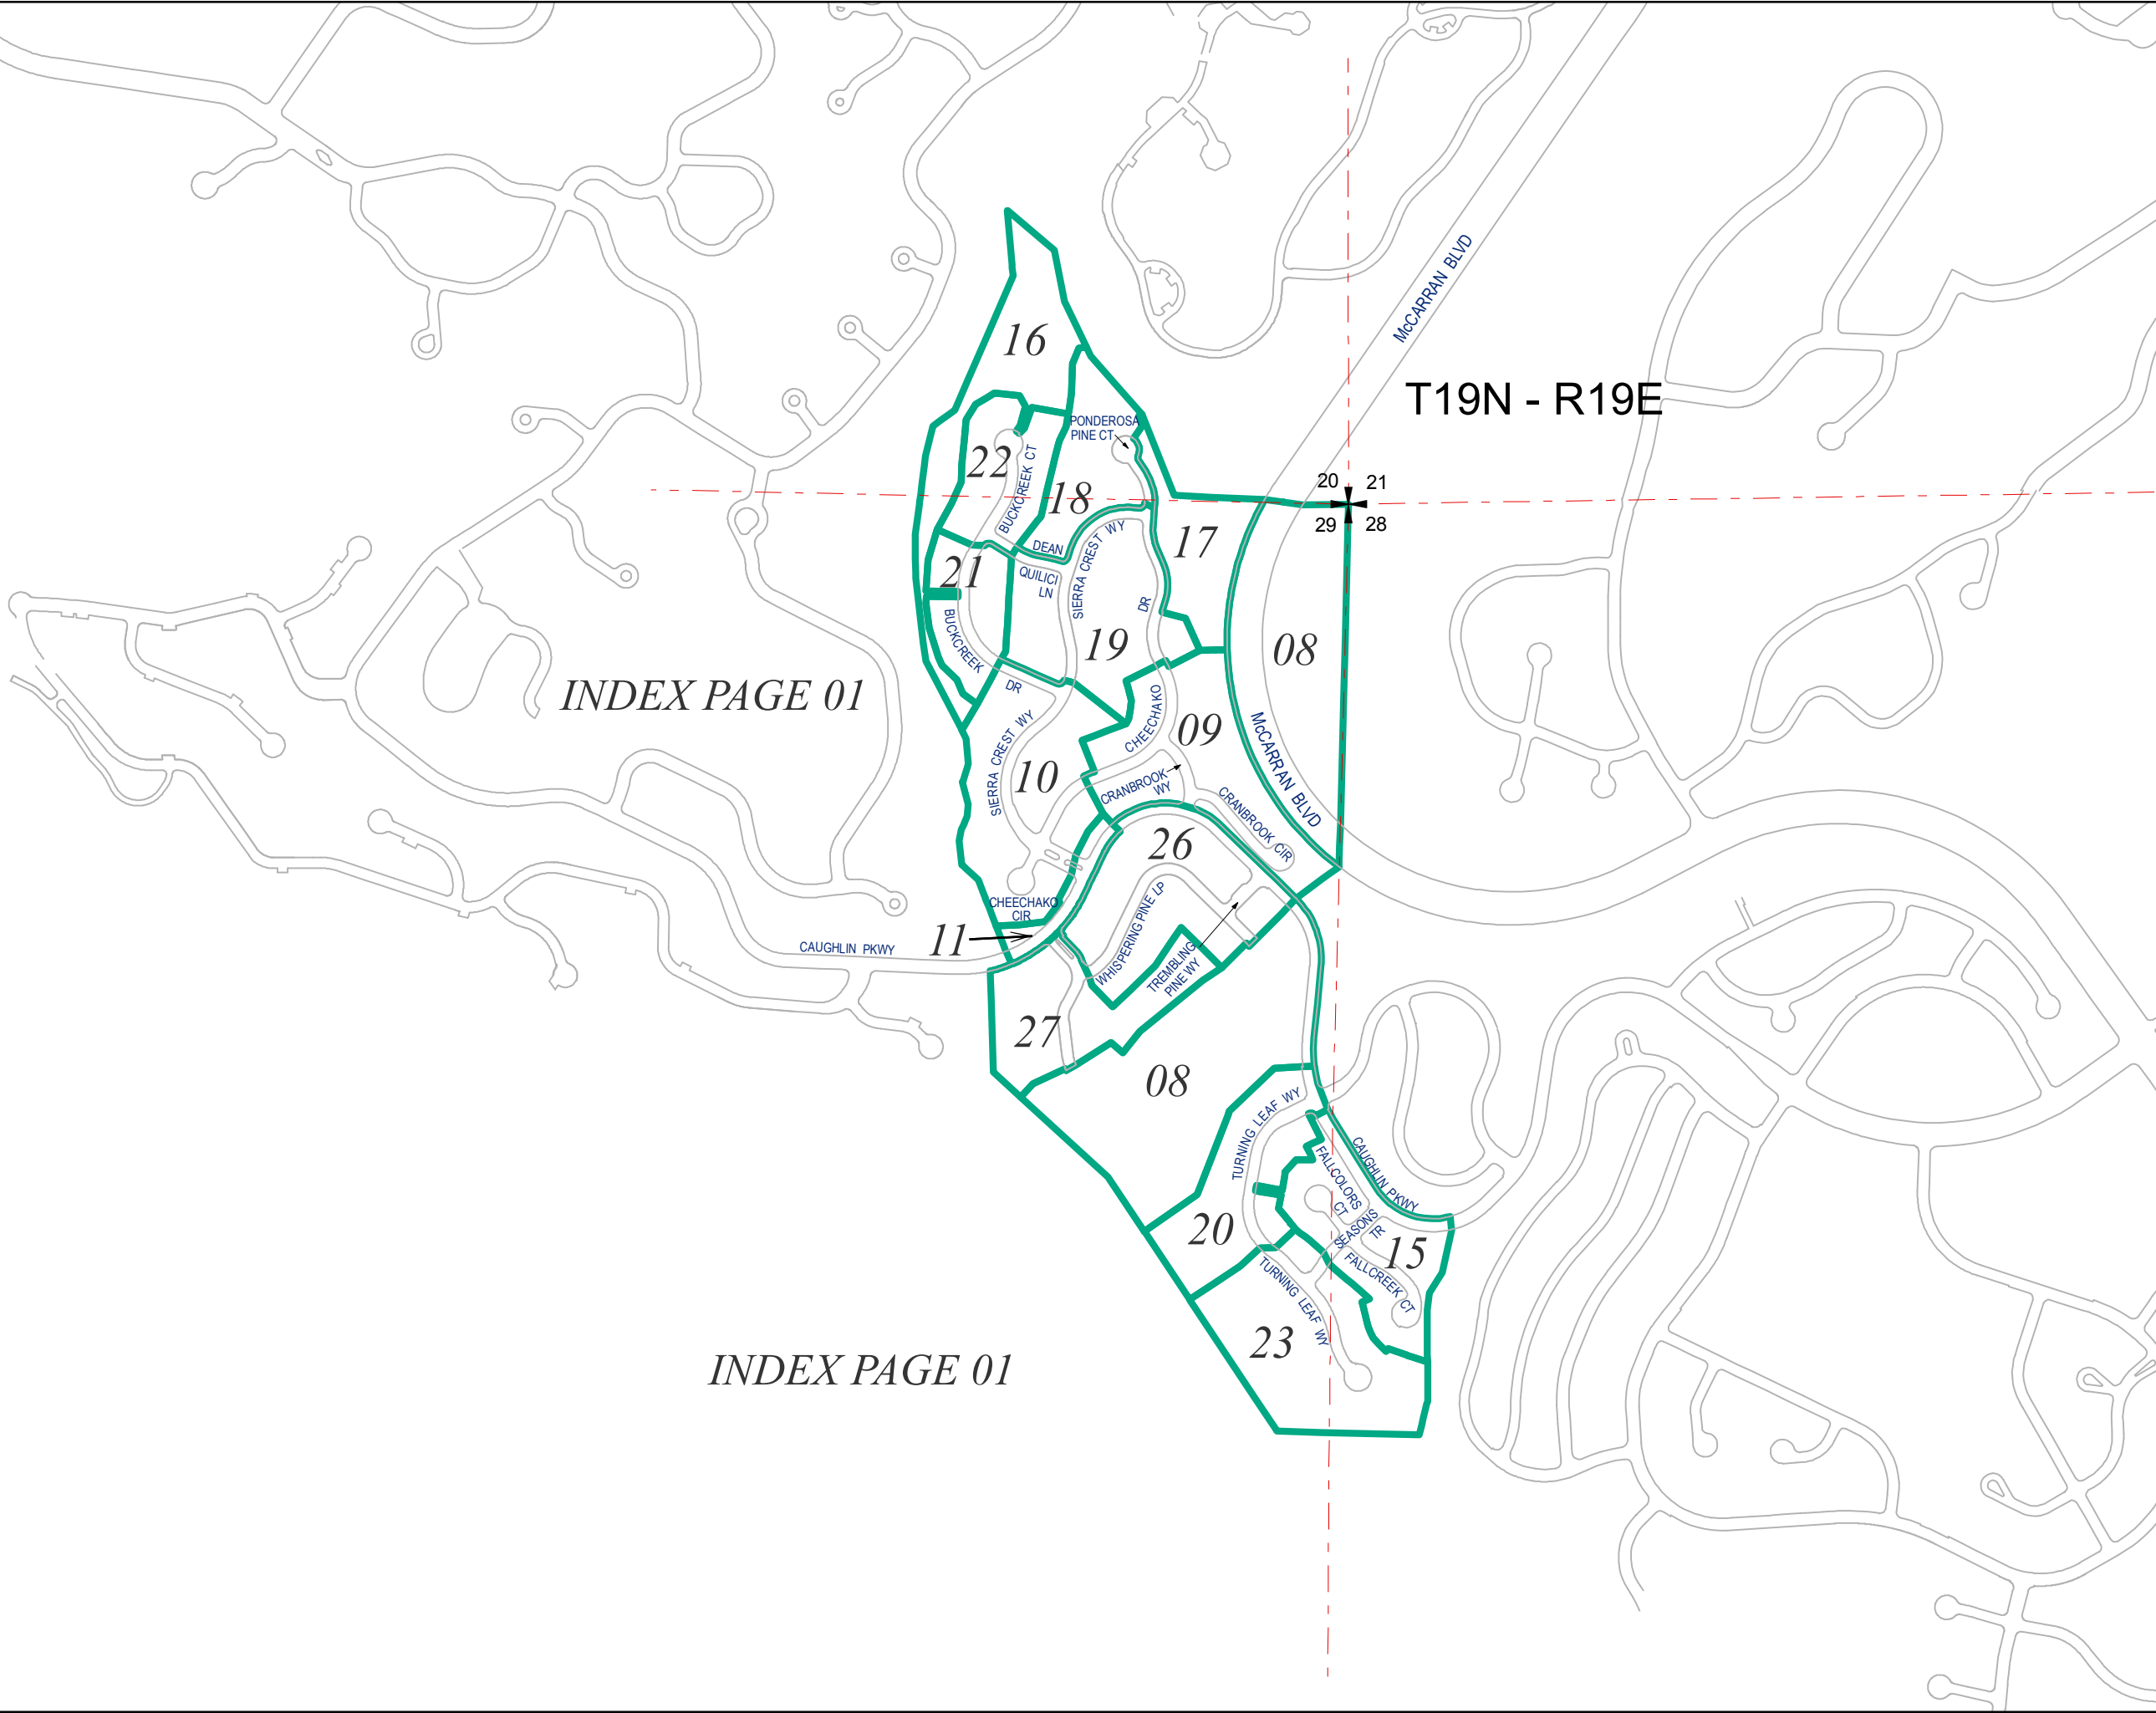 McCARRAN BLVD
16
T19N - R19E
PONDEROSA
PINE CT
22
BUCKCREEK CT
18
20
21
29
28
SIERRA CREST WY
17
DEAN
QUILICI
LN
21
DR
BUCKCREEK
19
08
INDEX PAGE 01
DR
CHEECHAKO
09
McCARRAN BLVD
SIERRA CREST WY
10
CRANBROOK
WY
CRANBROOK CIR
26
CHEECHAKO
CIR
11
CAUGHLIN PKWY
WHISPERING PINE LP
TREMBLING
PINE WY
27
08
TURNING LEAF WY
FALLCOLORS
CT
CAUGHLIN PKWY
20
SEASONS
TR
15
S FALLCREEK CT
TURNING LEAF WY
23
INDEX PAGE 01